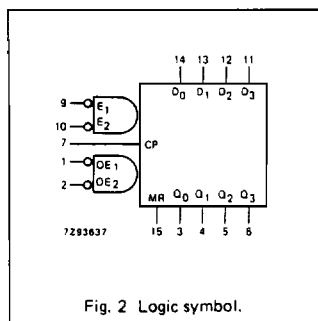 14 13 12 11
D0 D1 D2 D3
9 E1
10 E2
7 CP
1 OE1
2 OE2
MR Q0 Q1 Q2 Q3
7Z93637
15 3 4 5 6
Fig. 2 Logic symbol.